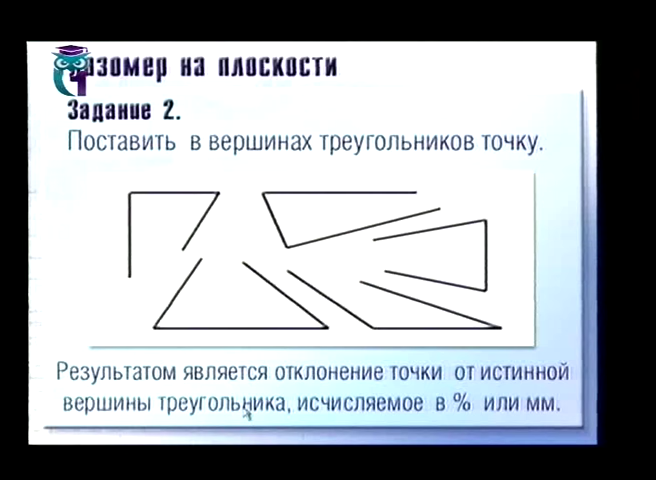 на плоскости
Задание 2.
Поставить в вершинах треугольников точку.
Результатом является отклонение точки от истинной
вершины треугольника, исчисляемое в % или мм.